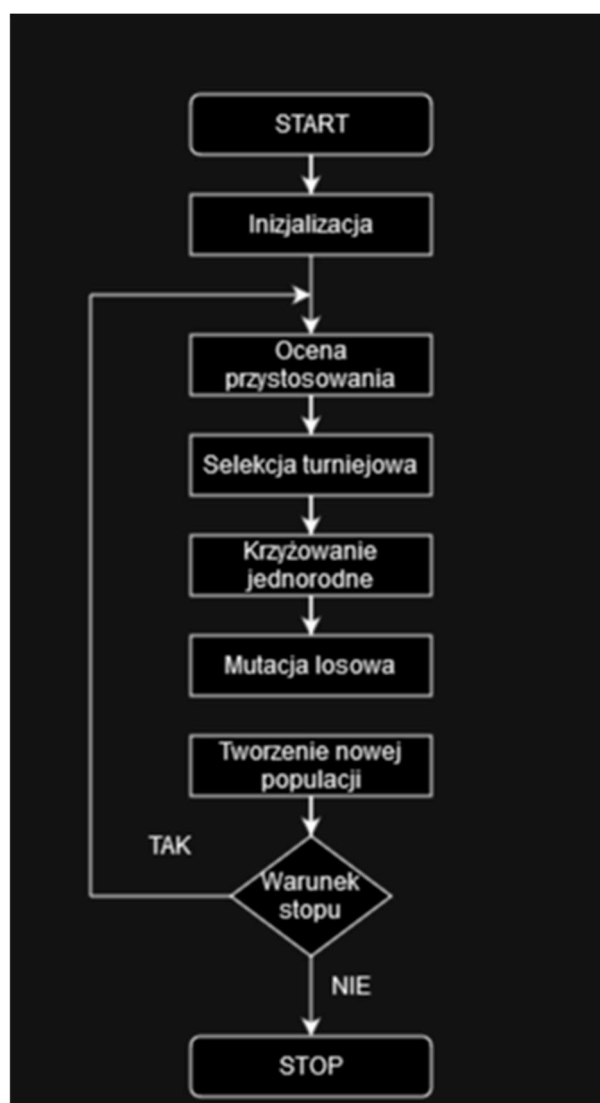 START
Inizjalizacja
Ocena
przystosowania
Selekcja turniejowa
Krzyżowanie
jednorodne
Mutacja losowa
Tworzenie nowej
populacji
TAK
Warunek
stopu
NIE
STOP